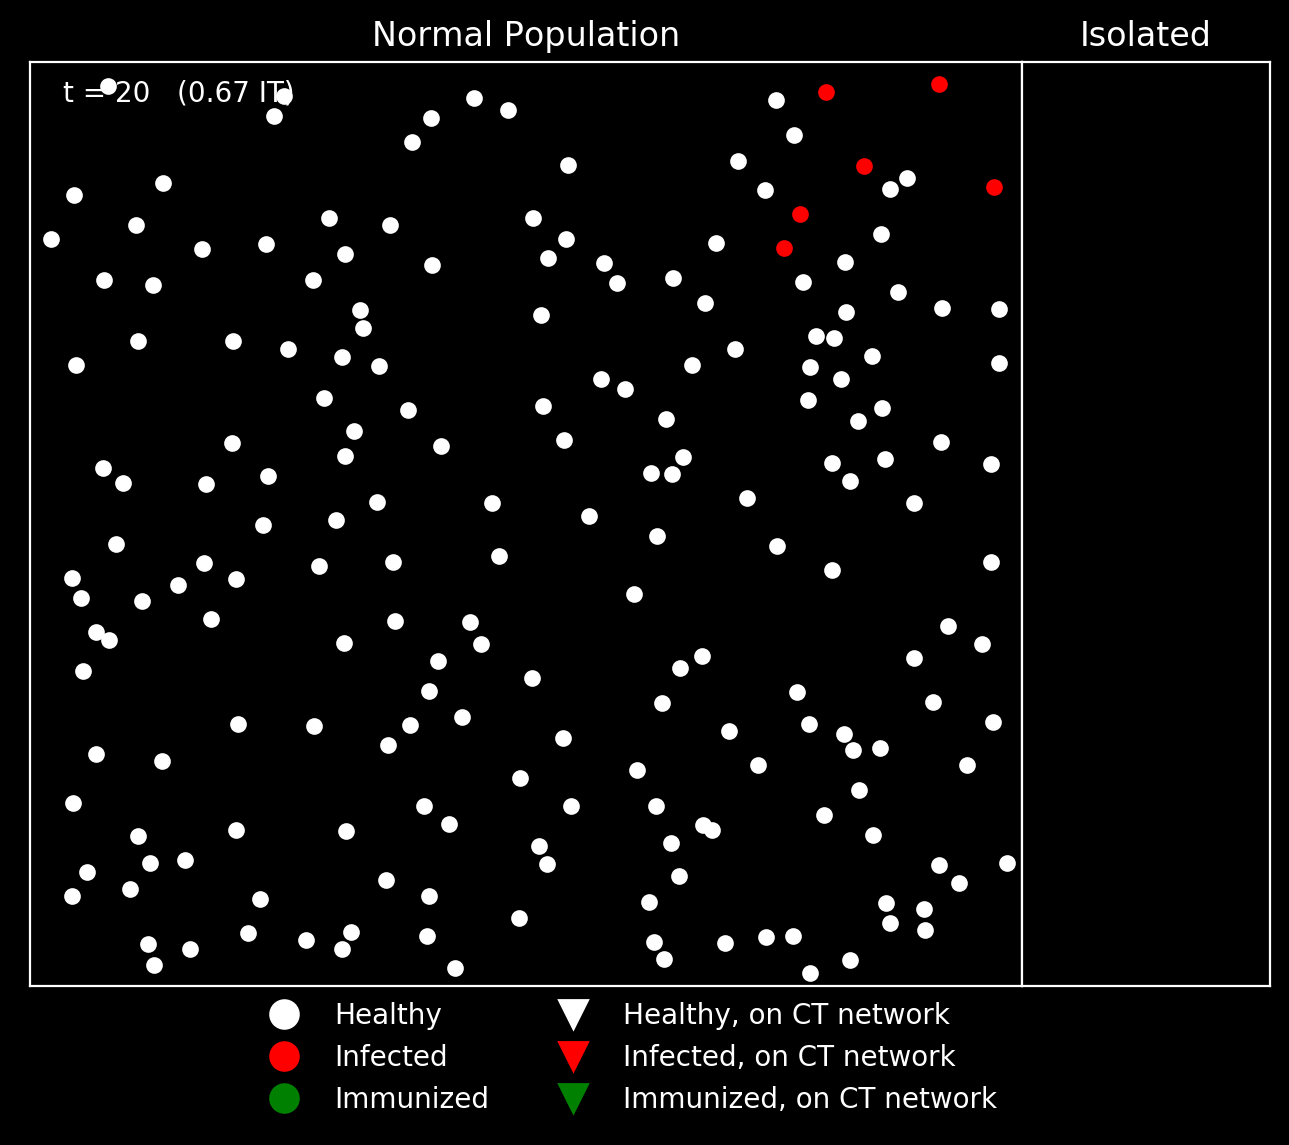 Normal Population
Isolated
t = 20 (0.67 IT)
Healthy
Infected
Immunized
Healthy, on CT network
Infected, on CT network
Immunized, on CT network